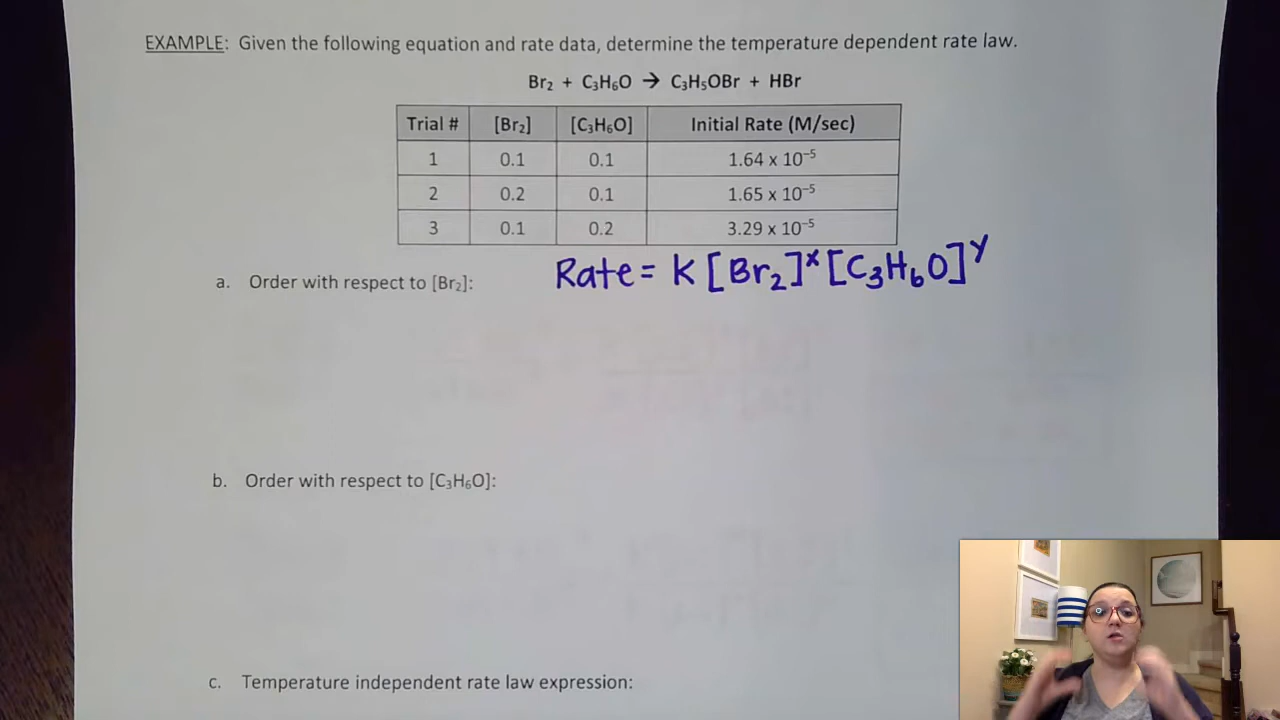 EXAMPLE: Given the following equation and rate data, determine the temperature dependent rate law.
Br₂ + C₃H₆O → C₃H₅OBr + HBr
Trial # [Br₂] [C₃H₆O] Initial Rate (M/sec)
1 0.1 0.1 1.64 x 10⁻⁵
2 0.2 0.1 1.65 x 10⁻⁵
3 0.1 0.2 3.29 x 10⁻⁵
Rate = K [Br₂]ˣ [C₃H₆O]ʸ
a. Order with respect to [Br₂]:
b. Order with respect to [C₃H₆O]:
c. Temperature independent rate law expression: